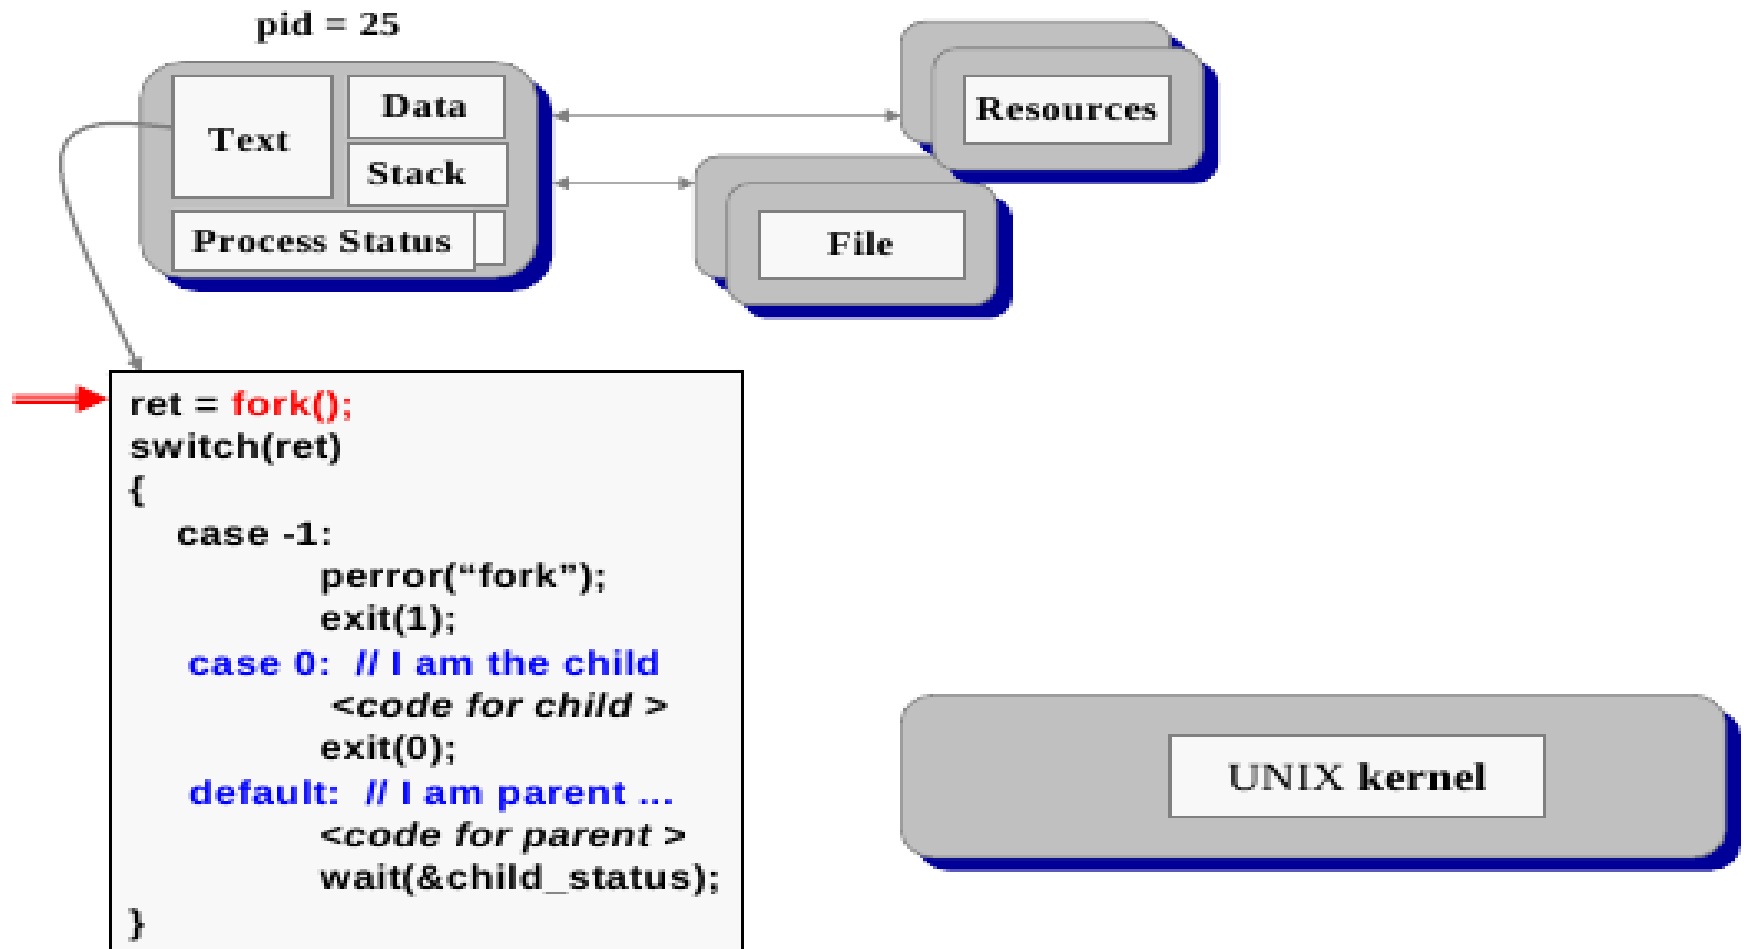 pid = 25
Text
Data
Stack
Process Status
Resources
File
ret = fork();
switch(ret)
{
case -1:
perror(“fork”);
exit(1);
case 0:  // I am the child
<code for child >
exit(0);
default:  // I am parent ...
<code for parent >
wait(&child_status);
}
UNIX kernel